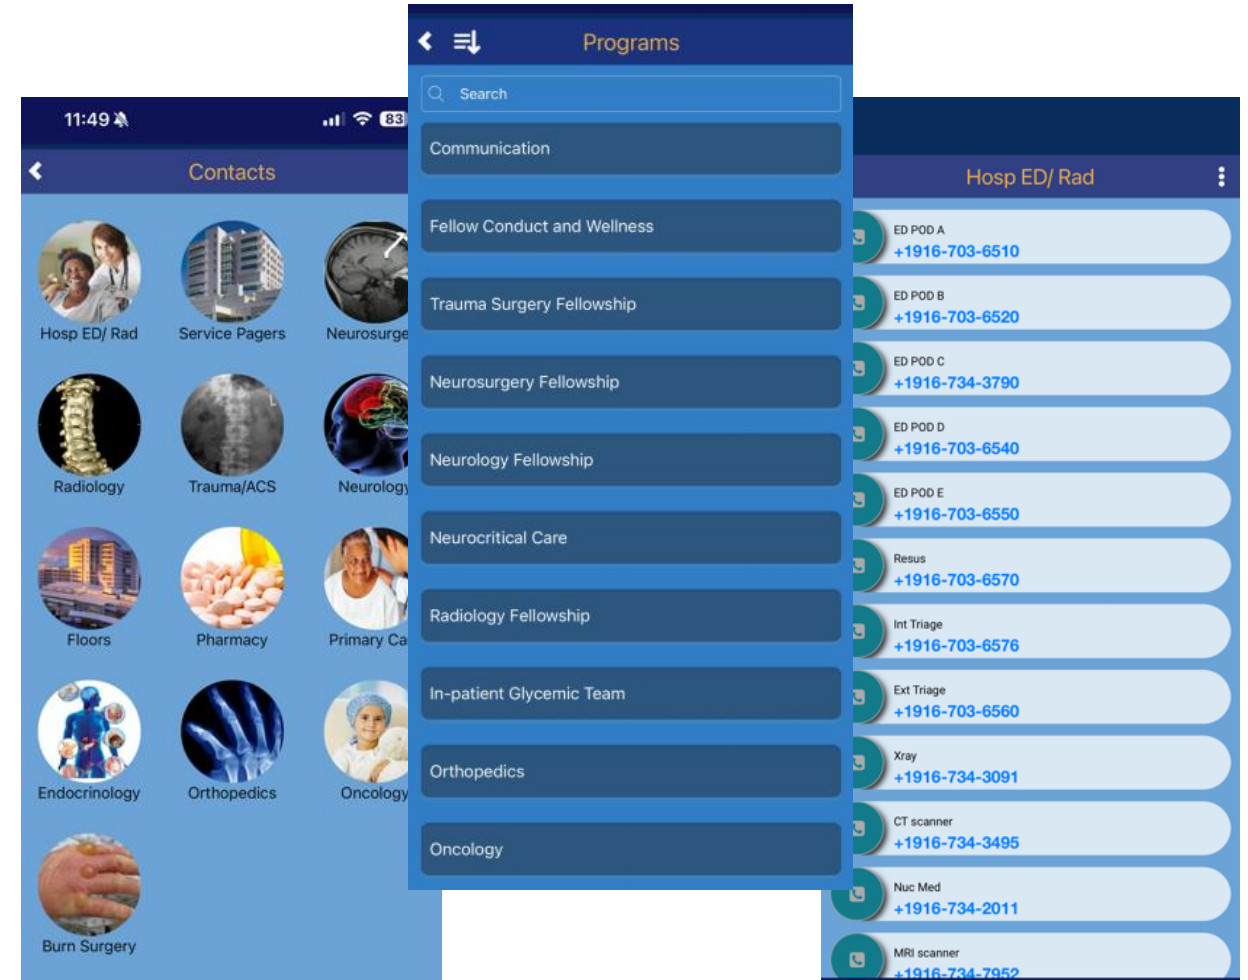 11:49
83
Contacts
Hosp ED/ Rad
Service Pagers
Radiology
Trauma/ACS
Floors
Pharmacy
Endocrinology
Orthopedics
Oncology
Burn Surgery
Programs
Search
Communication
Fellow Conduct and Wellness
Trauma Surgery Fellowship
Neurosurgery Fellowship
Neurology Fellowship
Neurocritical Care
Radiology Fellowship
In-patient Glycemic Team
Orthopedics
Oncology
Hosp ED/ Rad
ED POD A
+1916-703-6510
ED POD B
+1916-703-6520
ED POD C
+1916-734-3790
ED POD D
+1916-703-6540
ED POD E
+1916-703-6550
Resus
+1916-703-6570
Int Triage
+1916-703-6576
Ext Triage
+1916-703-6560
Xray
+1916-734-3091
CT scanner
+1916-734-3495
Nuc Med
+1916-734-2011
MRI scanner
+1916-734-7952